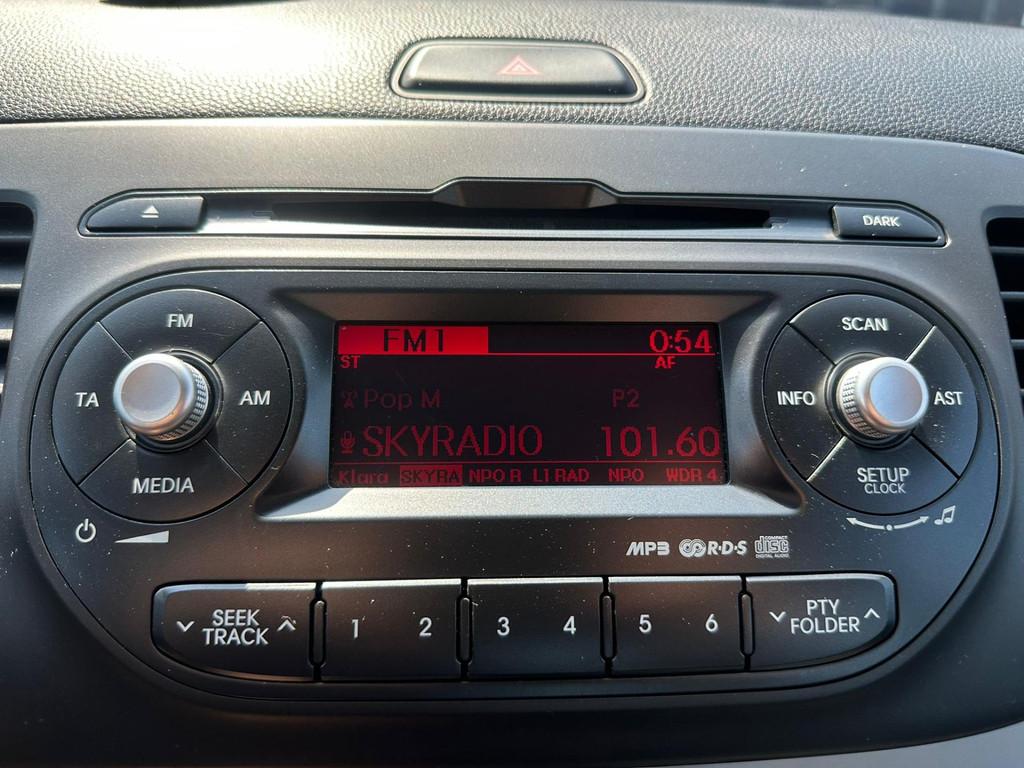 DARK
FM
TA
AM
MEDIA
FM1 0:54
ST AF
Pop M P2
SKYRADIO 101.60
Klara SKYRA NPO R L1 RAD NPO WDR 4
SCAN
INFO
AST
SETUP
CLOCK
MP3 R·D·S COMPACT disc DIGITAL AUDIO
SEEK
TRACK
1 2 3 4 5 6
PTY
FOLDER